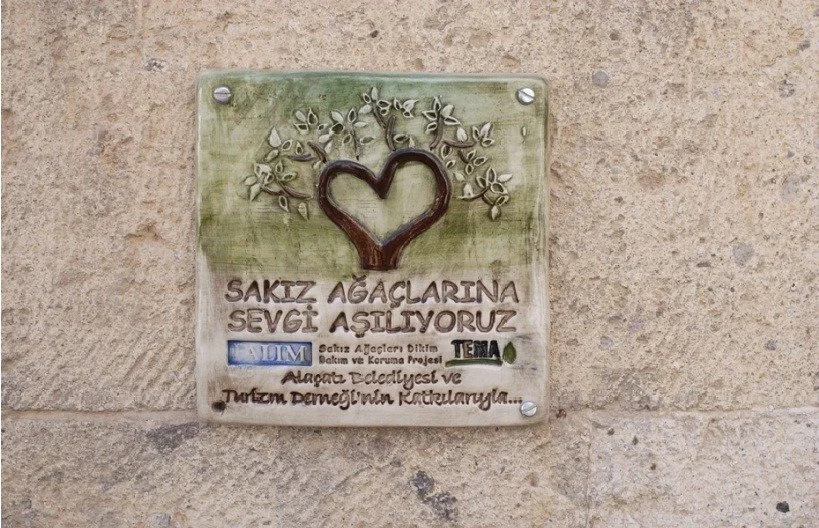 SAKIZ AĞAÇLARINA
SEVGİ AŞILIYORUZ
FALIM
Sakız Ağaçları Dikim
Bakım ve Koruma Projesi
TEMA
Alaçatı Belediyesi ve
Turizm Derneği'nin Katkılarıyla...